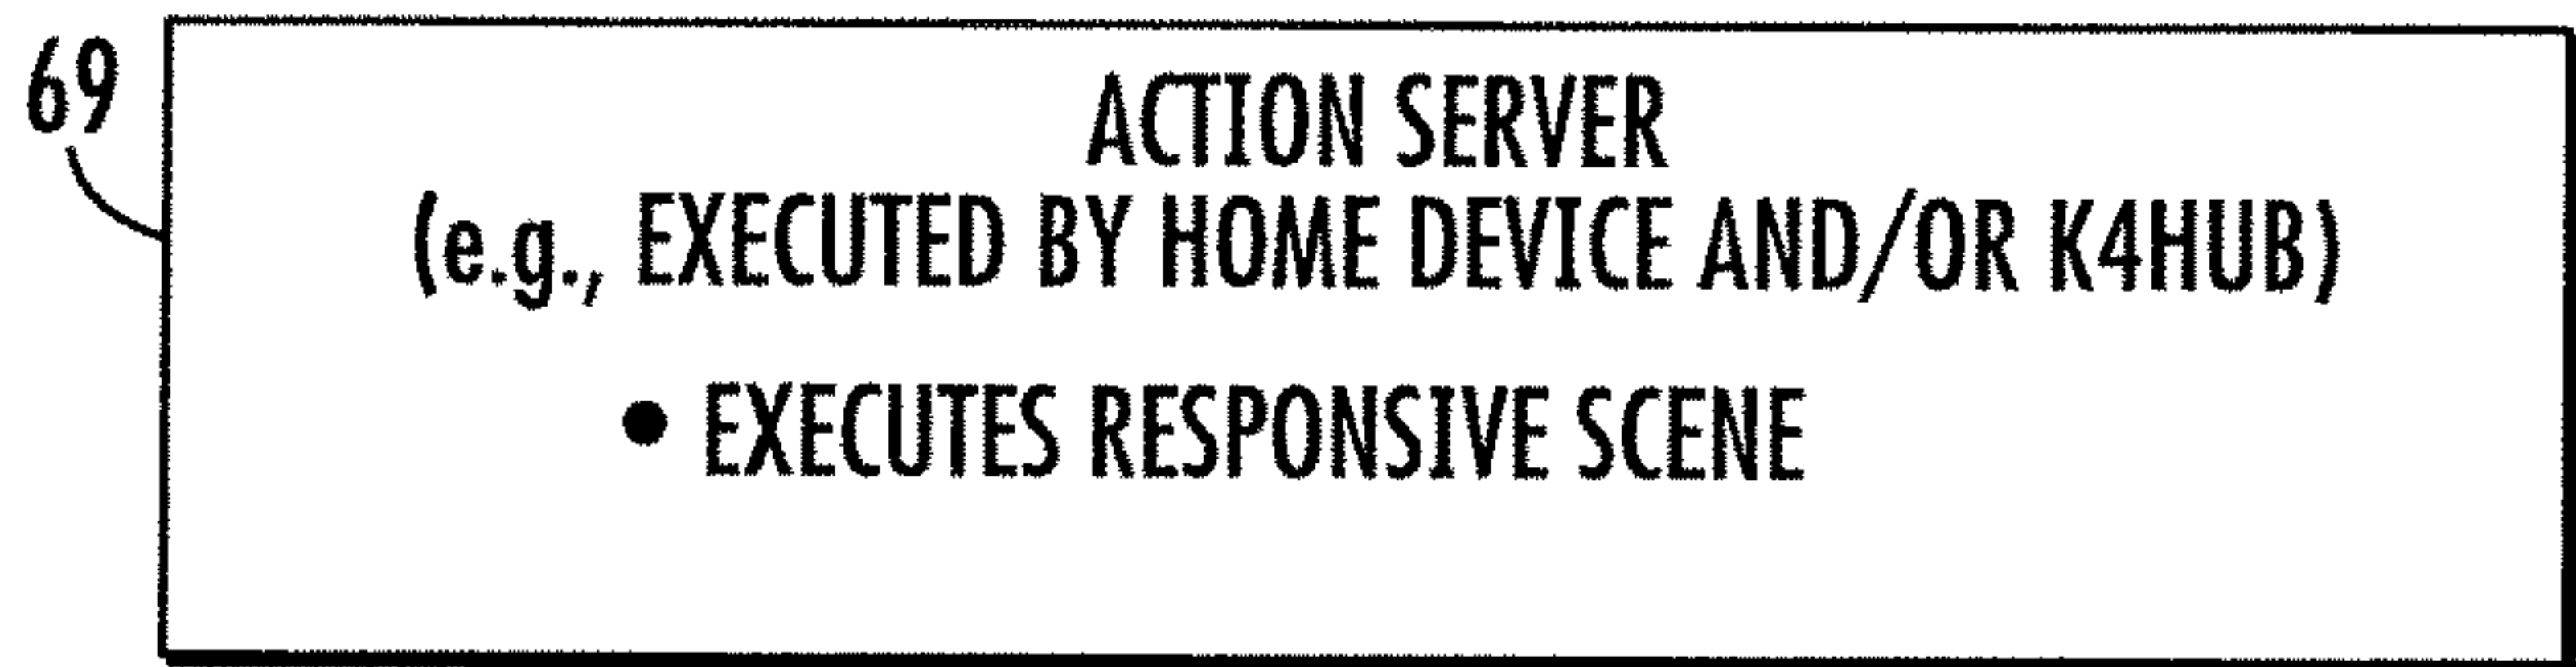 69
ACTION SERVER
(e.g., EXECUTED BY HOME DEVICE AND/OR K4HUB)
• EXECUTES RESPONSIVE SCENE